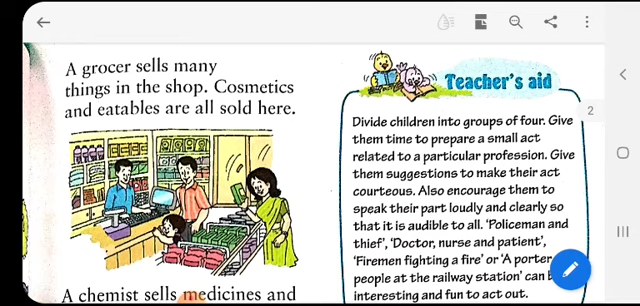 A grocer sells many
things in the shop. Cosmetics
and eatables are all sold here.
A chemist sells medicines and
Teacher's aid
Divide children into groups of four. Give
them time to prepare a small act
related to a particular profession. Give
them suggestions to make their act
courteous. Also encourage them to
speak their part loudly and clearly so
that it is audible to all. 'Policeman and
thief', 'Doctor, nurse and patient',
'Firemen fighting a fire' or 'A porter
people at the railway station' can
interesting and fun to act out.
2